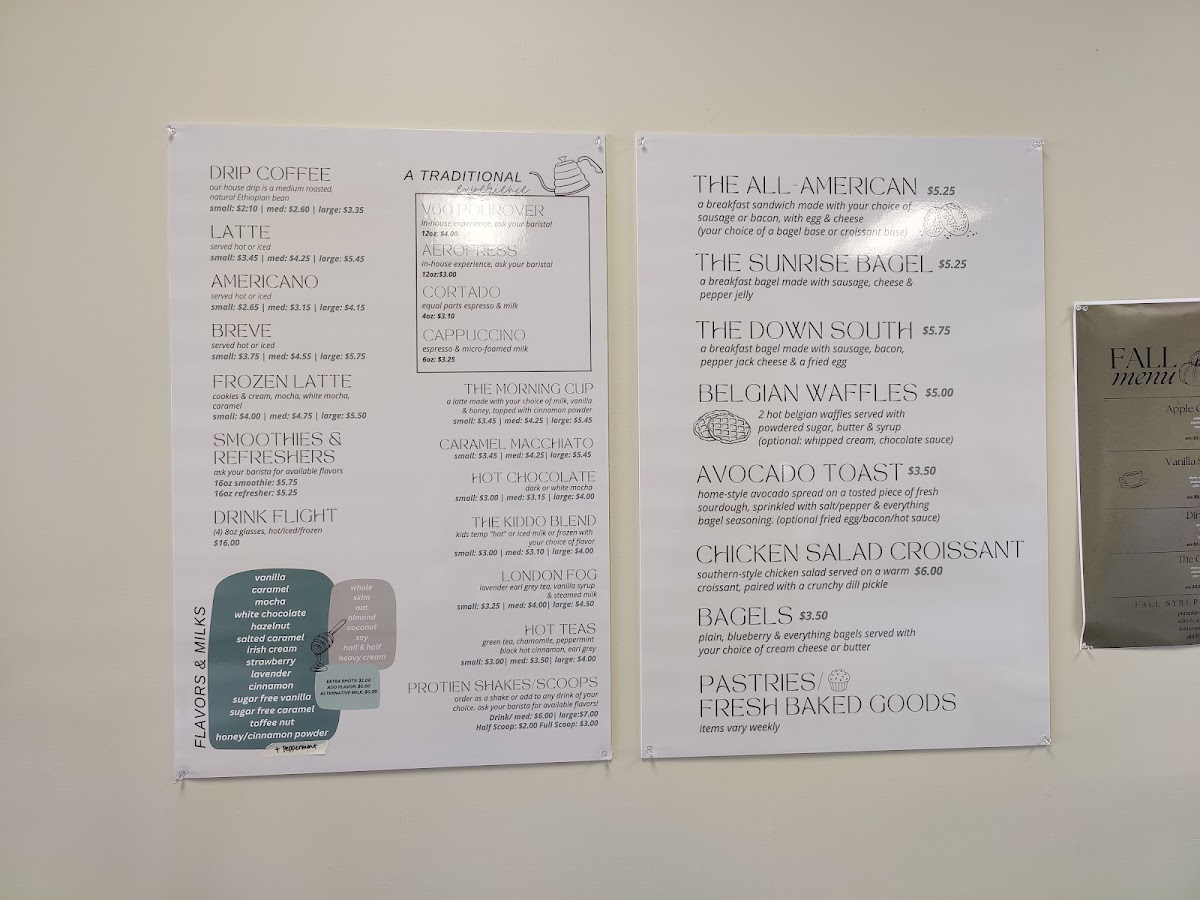 DRIP COFFEE
our house drip is a medium roasted,
natural Ethiopian bean
small: $2:10 | med: $2.60 | large: $3.35
LATTE
served hot or iced
small: $3.45 | med: $4.25 | large: $5.45
AMERICANO
served hot or iced
small: $2.65 | med: $3.15 | large: $4.15
BREVE
served hot or iced
small: $3.75 | med: $4.55 | large: $5.75
FROZEN LATTE
cookies & cream, mocha, white mocha,
caramel
small: $4.00 | med: $4.75 | large: $5.50
SMOOTHIES &
REFRESHERS
ask your barista for available flavors
16oz smoothie: $5.75
16oz refresher: $5.25
DRINK FLIGHT
(4) 8oz glasses, hot/iced/frozen
$16.00
FLAVORS & MILKS
vanilla
caramel
mocha
white chocolate
hazelnut
salted caramel
irish cream
strawberry
lavender
cinnamon
sugar free vanilla
sugar free caramel
toffee nut
honey/cinnamon powder
+ Peppermint
whole
skim
oat
almond
coconut
soy
half & half
heavy cream
EXTRA SHOTS: $1.00
ADD FLAVOR: $0.50
ALTERNATIVE MILK: $0.70
A TRADITIONAL
experience
V60 POUROVER
in-house experience, ask your barista!
12oz: $4.00
AEROPRESS
in-house experience, ask your barista!
12oz:$3.00
CORTADO
equal parts espresso & milk
4oz: $3.10
CAPPUCCINO
espresso & micro-foamed milk
6oz: $3.25
THE MORNING CUP
a latte made with your choice of milk, vanilla
& honey, topped with cinnamon powder
small: $3.45 | med: $4.25 | large: $5.45
CARAMEL MACCHIATO
small: $3.45 | med: $4.25| large: $5.45
HOT CHOCOLATE
dark or white mocha
small: $3.00 | med: $3.15 | large: $4.00
THE KIDDO BLEND
kids temp "hot" or iced milk or frozen with
your choice of flavor
small: $3.00 | med: $3.10 | large: $4.00
LONDON FOG
lavender earl grey tea, vanilla syrup
& steamed milk
small: $3.25 | med: $4.00| large: $4.50
HOT TEAS
green tea, chamomile, peppermint
black hot cinnamon, earl grey
small: $3.00| med: $3.50| large: $4.00
PROTIEN SHAKES/SCOOPS
order as a shake or add to any drink of your
choice. ask your barista for available flavors!
Drink/ med: $6.00| large:$7.00
Half Scoop: $2.00 Full Scoop: $3.00
THE ALL-AMERICAN $5.25
a breakfast sandwich made with your choice of
sausage or bacon, with egg & cheese
(your choice of a bagel base or croissant base)
THE SUNRISE BAGEL $5.25
a breakfast bagel made with sausage, cheese &
pepper jelly
THE DOWN SOUTH $5.75
a breakfast bagel made with sausage, bacon,
pepper jack cheese & a fried egg
BELGIAN WAFFLES $5.00
2 hot belgian waffles served with
powdered sugar, butter & syrup
(optional: whipped cream, chocolate sauce)
AVOCADO TOAST $3.50
home-style avocado spread on a tosted piece of fresh
sourdough, sprinkled with salt/pepper & everything
bagel seasoning. (optional fried egg/bacon/hot sauce)
CHICKEN SALAD CROISSANT
southern-style chicken salad served on a warm $6.00
croissant, paired with a crunchy dill pickle
BAGELS $3.50
plain, blueberry & everything bagels served with
your choice of cream cheese or butter
PASTRIES/
FRESH BAKED GOODS
items vary weekly
FALL
menu
Apple
Vanilla
FALL SYRUP